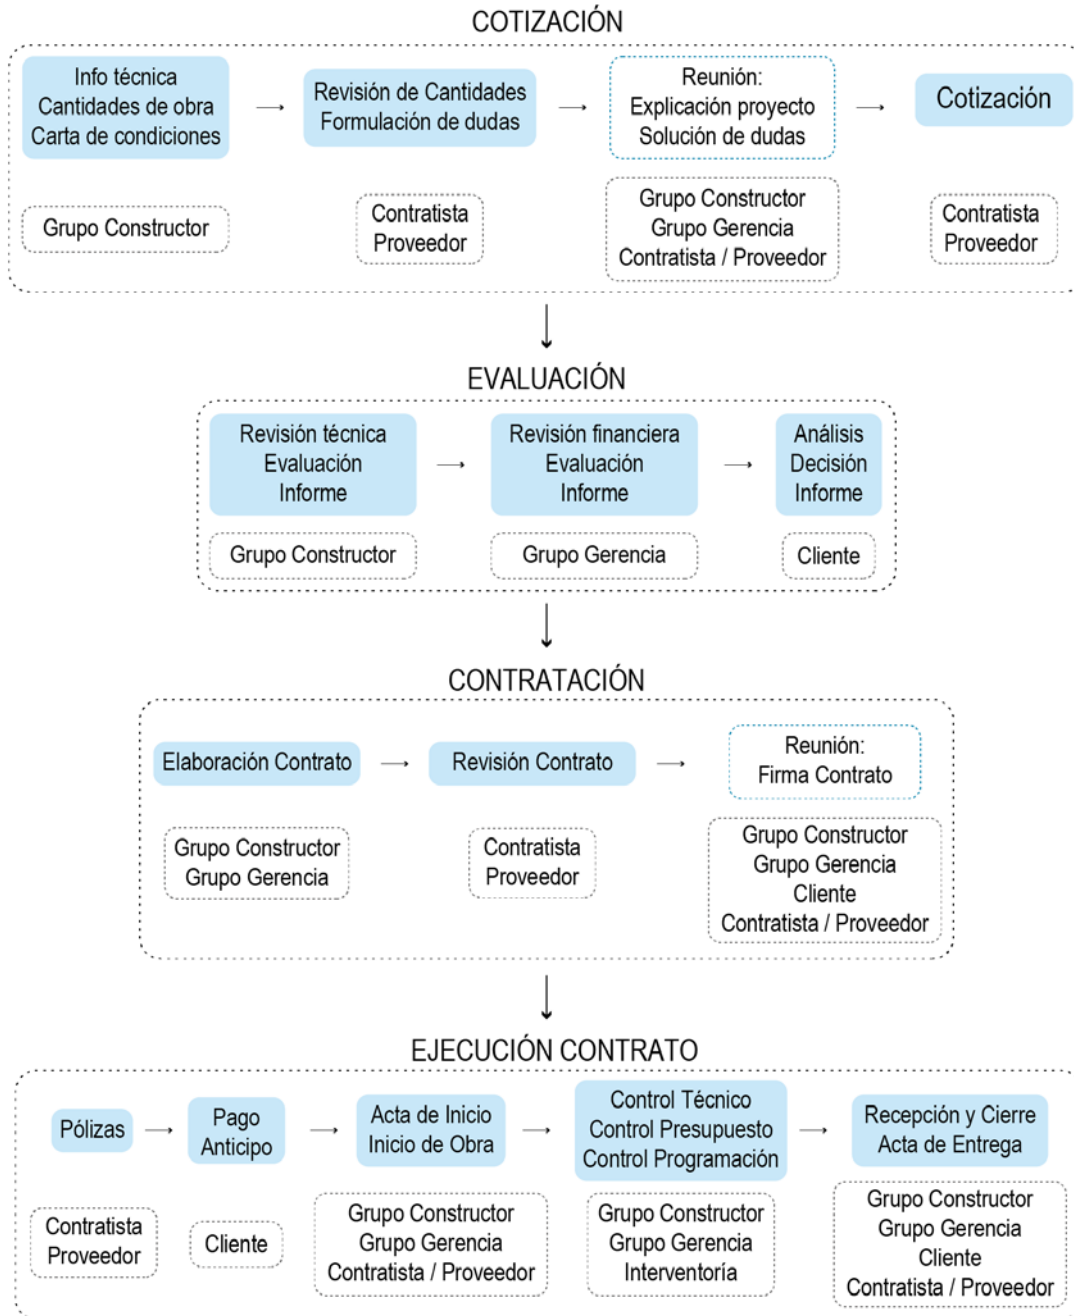 COTIZACIÓN
Info técnica
Cantidades de obra
Carta de condiciones
Revisión de Cantidades
Formulación de dudas
Reunión:
Explicación proyecto
Solución de dudas
Cotización
Grupo Constructor
Contratista
Proveedor
Grupo Constructor
Grupo Gerencia
Contratista / Proveedor
Contratista
Proveedor
EVALUACIÓN
Revisión técnica
Evaluación
Informe
Revisión financiera
Evaluación
Informe
Análisis
Decisión
Informe
Grupo Constructor
Grupo Gerencia
Cliente
CONTRATACIÓN
Elaboración Contrato
Revisión Contrato
Reunión:
Firma Contrato
Grupo Constructor
Grupo Gerencia
Contratista
Proveedor
Grupo Constructor
Grupo Gerencia
Cliente
Contratista / Proveedor
EJECUCIÓN CONTRATO
Pólizas
Pago
Anticipo
Acta de Inicio
Inicio de Obra
Control Técnico
Control Presupuesto
Control Programación
Recepción y Cierre
Acta de Entrega
Contratista
Proveedor
Cliente
Grupo Constructor
Grupo Gerencia
Contratista / Proveedor
Grupo Constructor
Grupo Gerencia
Interventoría
Grupo Constructor
Grupo Gerencia
Cliente
Contratista / Proveedor